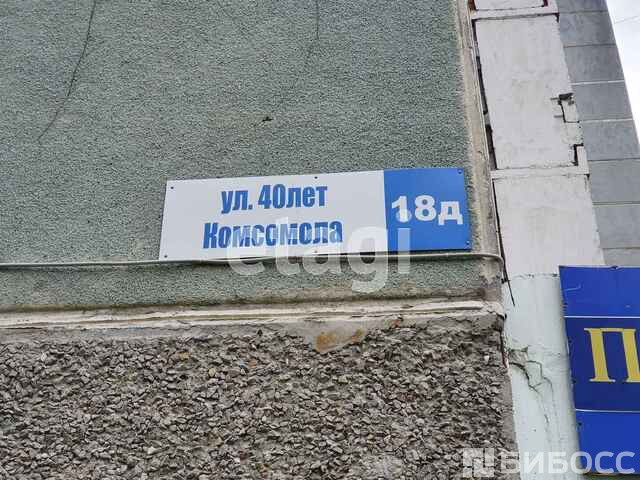 ул. 40лет
Комсомола
18д
etagi
П
БИБОСС